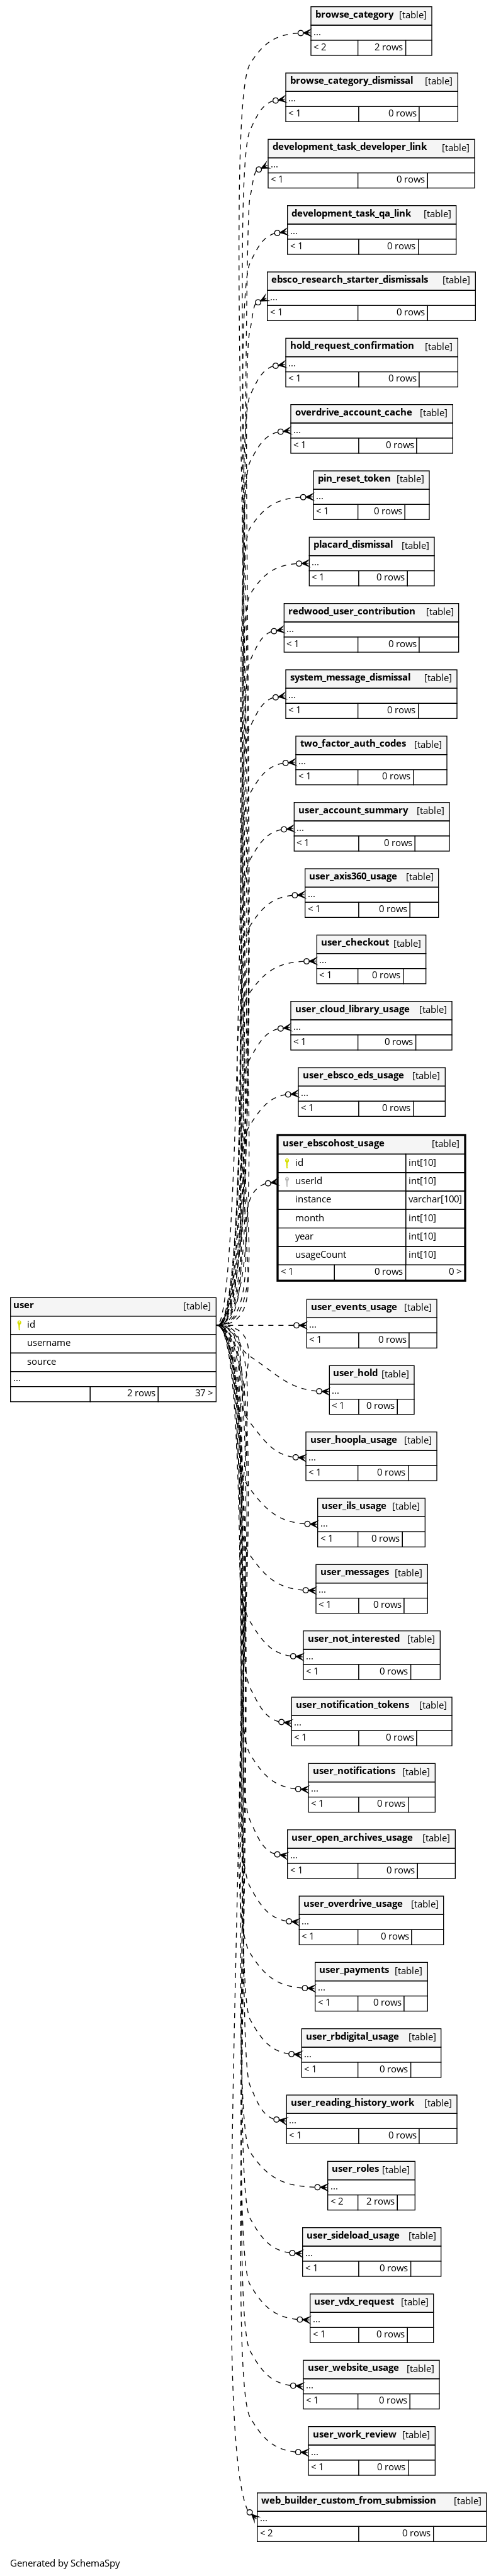 browse_category [table]
...
< 2 2 rows
browse_category_dismissal [table]
...
< 1 0 rows
development_task_developer_link [table]
...
< 1 0 rows
development_task_qa_link [table]
...
< 1 0 rows
ebsco_research_starter_dismissals [table]
...
< 1 0 rows
hold_request_confirmation [table]
...
< 1 0 rows
overdrive_account_cache [table]
...
< 1 0 rows
pin_reset_token [table]
...
< 1 0 rows
placard_dismissal [table]
...
< 1 0 rows
redwood_user_contribution [table]
...
< 1 0 rows
system_message_dismissal [table]
...
< 1 0 rows
two_factor_auth_codes [table]
...
< 1 0 rows
user_account_summary [table]
...
< 1 0 rows
user_axis360_usage [table]
...
< 1 0 rows
user_checkout [table]
...
< 1 0 rows
user_cloud_library_usage [table]
...
< 1 0 rows
user_ebsco_eds_usage [table]
...
< 1 0 rows
user_ebscohost_usage [table]
id int[10]
userId int[10]
instance varchar[100]
month int[10]
year int[10]
usageCount int[10]
< 1 0 rows 0 >
user [table]
id
username
source
...
2 rows 37 >
user_events_usage [table]
...
< 1 0 rows
user_hold [table]
...
< 1 0 rows
user_hoopla_usage [table]
...
< 1 0 rows
user_ils_usage [table]
...
< 1 0 rows
user_messages [table]
...
< 1 0 rows
user_not_interested [table]
...
< 1 0 rows
user_notification_tokens [table]
...
< 1 0 rows
user_notifications [table]
...
< 1 0 rows
user_open_archives_usage [table]
...
< 1 0 rows
user_overdrive_usage [table]
...
< 1 0 rows
user_payments [table]
...
< 1 0 rows
user_rbdigital_usage [table]
...
< 1 0 rows
user_reading_history_work [table]
...
< 1 0 rows
user_roles [table]
...
< 2 2 rows
user_sideload_usage [table]
...
< 1 0 rows
user_vdx_request [table]
...
< 1 0 rows
user_website_usage [table]
...
< 1 0 rows
user_work_review [table]
...
< 1 0 rows
web_builder_custom_from_submission [table]
...
< 2 0 rows
Generated by SchemaSpy